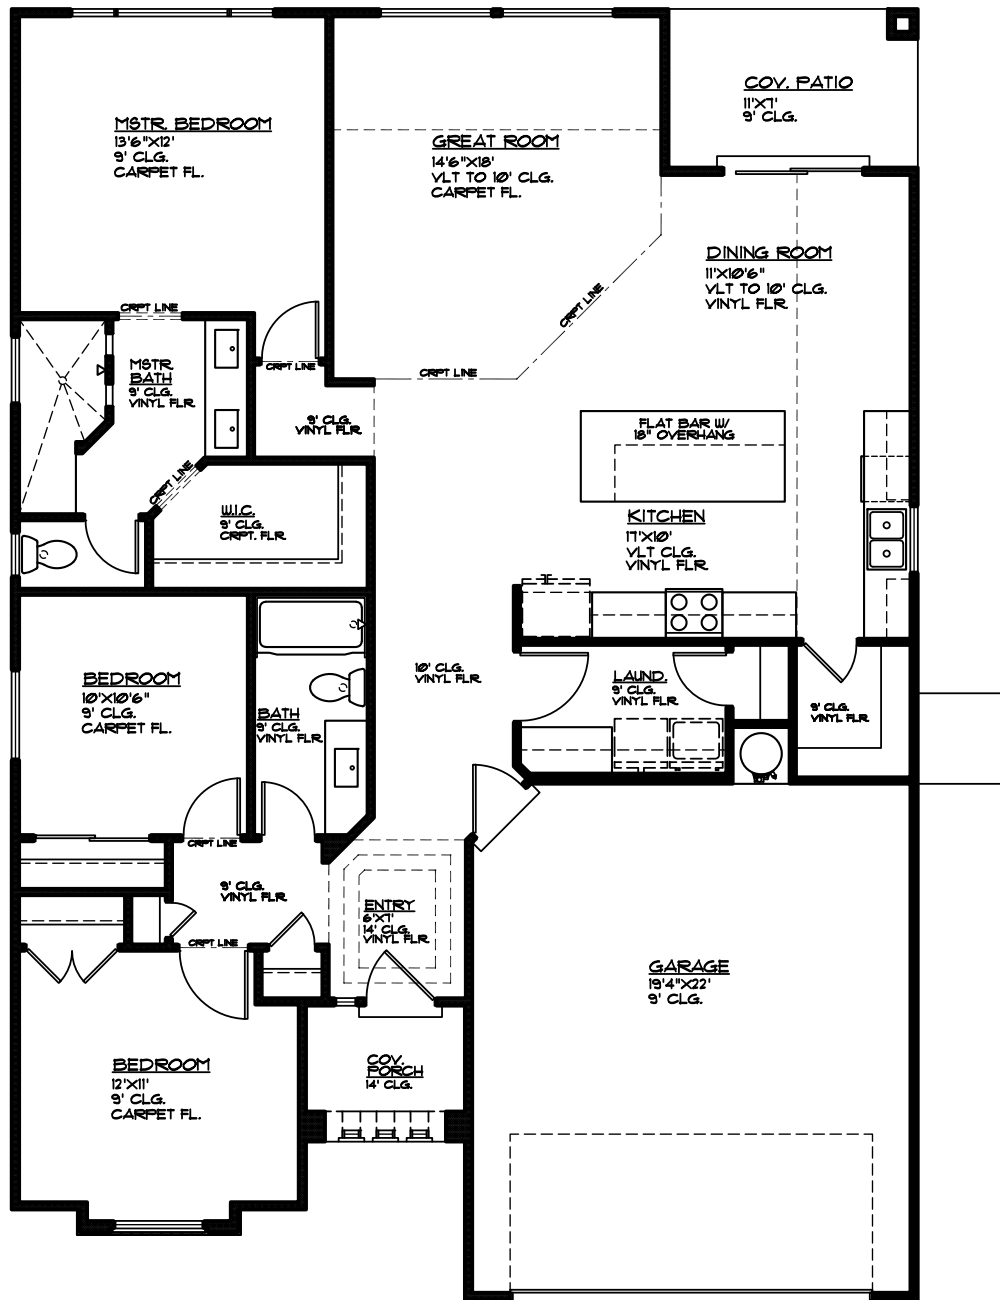 COV. PATIO
11'X7'
9' CLG.
MSTR. BEDROOM
13'6"X12'
9' CLG.
CARPET FL.
GREAT ROOM
14'6"X18'
VLT TO 10' CLG.
CARPET FL.
DINING ROOM
11'X10'6"
VLT TO 10' CLG.
VINYL FLR.
CRPT LINE
CRPT LINE
CRPT LINE
CRPT LINE
MSTR.
BATH
9' CLG.
VINYL FLR.
9' CLG.
VINYL FLR.
FLAT BAR W/
18" OVERHANG
CRPT LINE
W.I.C.
9' CLG.
CRPT. FLR.
KITCHEN
17'X10'
VLT CLG.
VINYL FLR.
BEDROOM
10'X10'6"
9' CLG.
CARPET FL.
BATH
9' CLG.
VINYL FLR.
10' CLG.
VINYL FLR.
LAUND.
9' CLG.
VINYL FLR.
9' CLG.
VINYL FLR.
CRPT LINE
9' CLG.
VINYL FLR.
ENTRY
6'X7'
14' CLG.
VINYL FLR.
CRPT LINE
GARAGE
19'4"X22'
9' CLG.
BEDROOM
12'X11'
9' CLG.
CARPET FL.
COV.
PORCH
14' CLG.